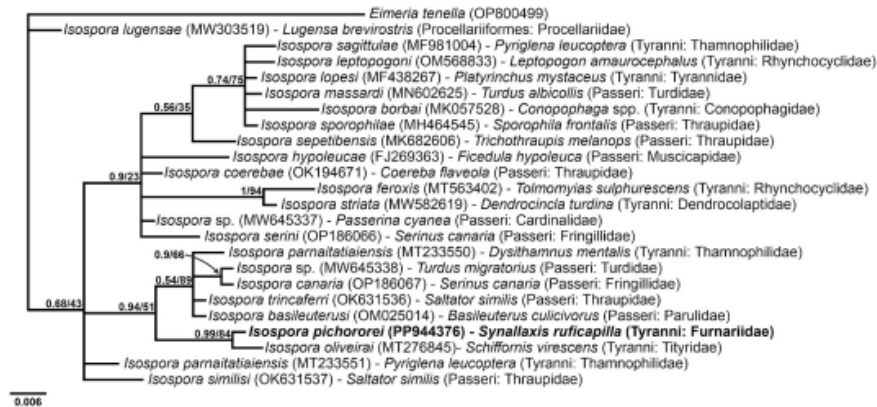 Eimeria tenella (OP800499)
Isospora lugensae (MW303519) - Lugensa brevirostris (Procellariiformes: Procellariidae)
Isospora sagittulae (MF981004) - Pyriglena leucoptera (Tyranni: Thamnophilidae)
Isospora leptopogoni (OM568833) - Leptopogon amaurocephalus (Tyranni: Rhynchocyclidae)
0.74/75
Isospora lopesi (MF438267) - Platyrinchus mystaceus (Tyranni: Tyrannidae)
Isospora massardi (MN602625) - Turdus albicollis (Passeri: Turdidae)
0.56/35
Isospora borbai (MK057528) - Conopophaga spp. (Tyranni: Conopophagidae)
Isospora sporophilae (MH464545) - Sporophila frontalis (Passeri: Thraupidae)
Isospora sepetibensis (MK682606) - Trichothraupis melanops (Passeri: Thraupidae)
Isospora hypoleucae (FJ269363) - Ficedula hypoleuca (Passeri: Muscicapidae)
0.9/23
Isospora coerebae (OK194671) - Coereba flaveola (Passeri: Thraupidae)
1/94
Isospora feroxis (MT563402) - Tolmomyias sulphurescens (Tyranni: Rhynchocyclidae)
Isospora striata (MW582619) - Dendrocincla turdina (Tyranni: Dendrocolaptidae)
Isospora sp. (MW645337) - Passerina cyanea (Passeri: Cardinalidae)
Isospora serini (OP186066) - Serinus canaria (Passeri: Fringillidae)
0.9/66
Isospora parnaitatiaiensis (MT233550) - Dysithamnus mentalis (Tyranni: Thamnophilidae)
Isospora sp. (MW645338) - Turdus migratorius (Passeri: Turdidae)
0.54/89
Isospora canaria (OP186067) - Serinus canaria (Passeri: Fringillidae)
Isospora trincaferri (OK631536) - Saltator similis (Passeri: Thraupidae)
0.68/43
0.94/51
Isospora basileuterusi (OM025014) - Basileuterus culicivorus (Passeri: Parulidae)
Isospora pichororei (PP944376) - Synallaxis ruficapilla (Tyranni: Furnariidae)
0.99/84
Isospora oliveirai (MT276845)- Schiffornis virescens (Tyranni: Tityridae)
Isospora parnaitatiaiensis (MT233551) - Pyriglena leucoptera (Tyranni: Thamnophilidae)
Isospora similisi (OK631537) - Saltator similis (Passeri: Thraupidae)
0.006